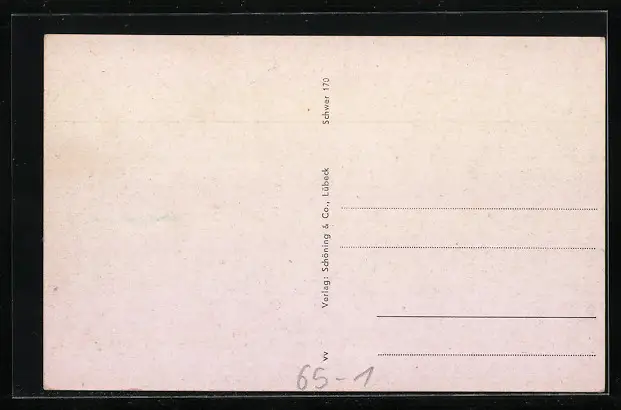 vv Verlag: Schöning & Co., Lübeck Schwer 170
65-1